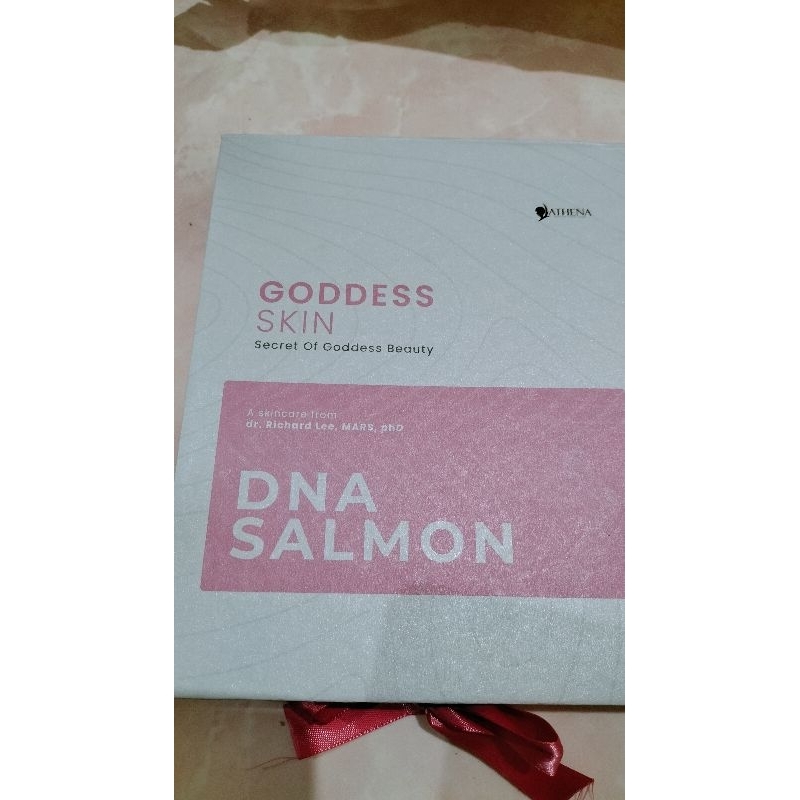 ATHENA
GODDESS
SKIN
Secret Of Goddess Beauty
A skincare from
dr. Richard Lee, MARS, phD
DNA
SALMON